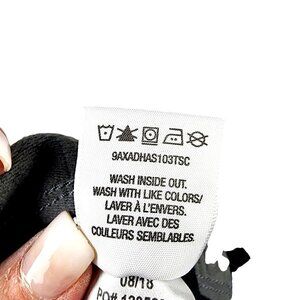 9AXADHAS103TSC
WASH INSIDE OUT.
WASH WITH LIKE COLORS/
LAVER À L'ENVERS.
LAVER AVEC DES
COULEURS SEMBLABLES.
08/18